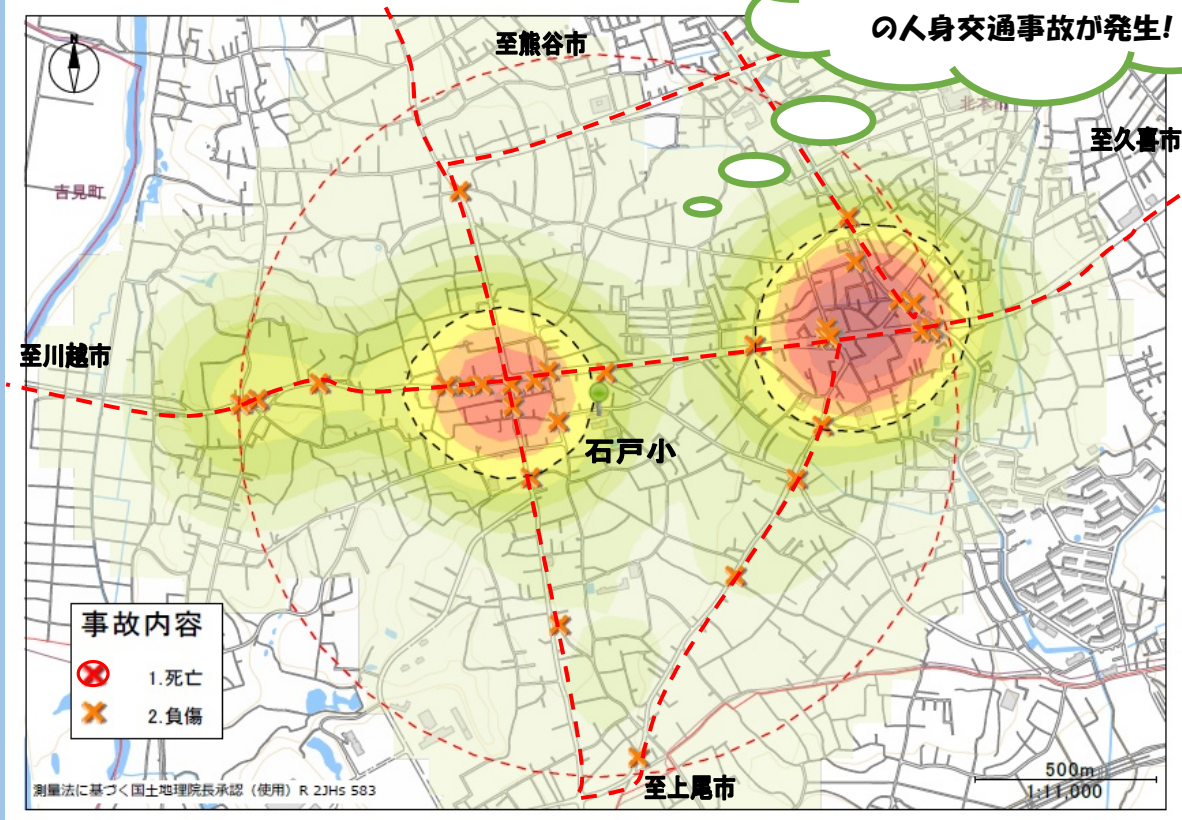 の人身交通事故が発生!
至熊谷市
N
北本市
至久喜市
吉見町
至川越市
石戸小
事故内容
1.死亡
2.負傷
至上尾市
500m
1:11,000
測量法に基づく国土地理院長承認（使用）R 2JHs 583